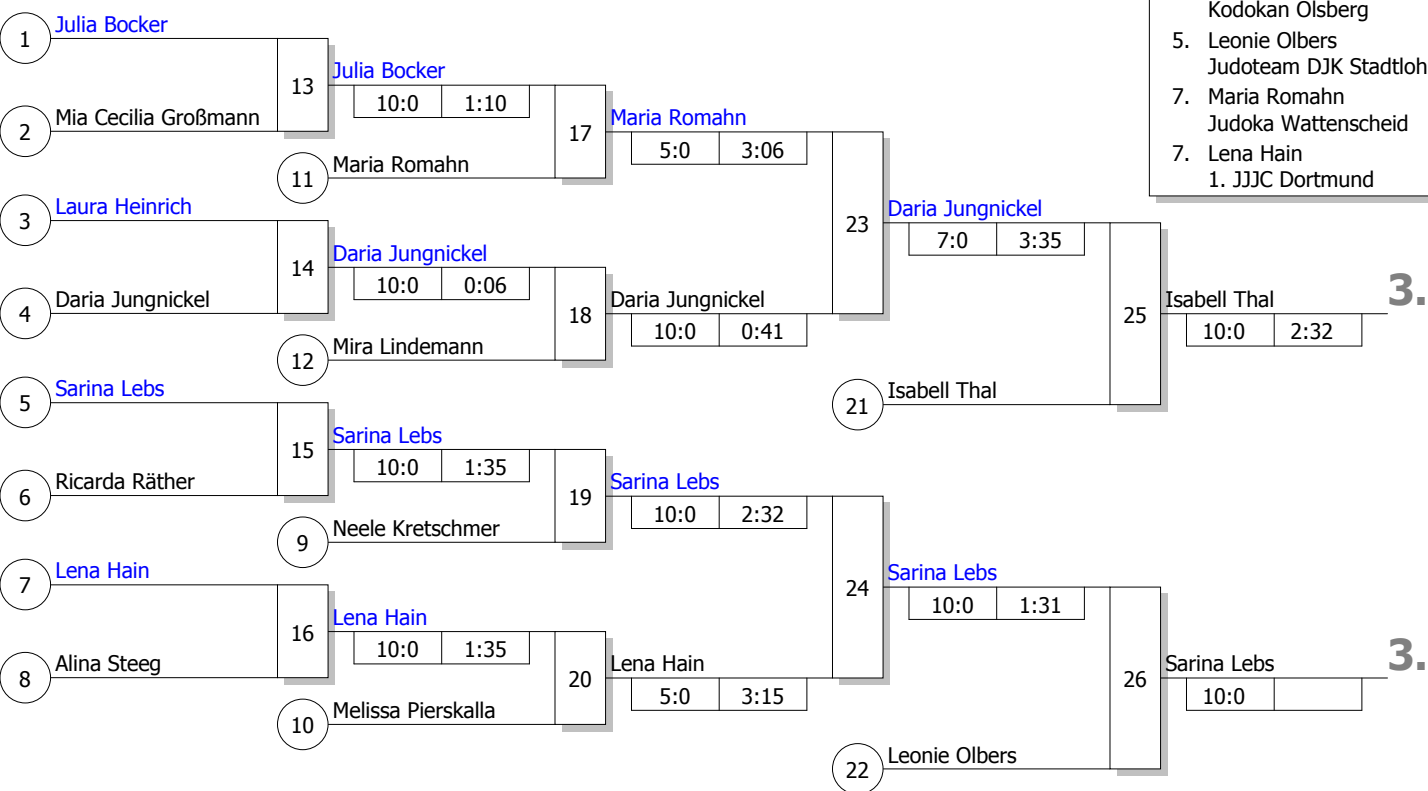 Kodokan Olsberg
5. Leonie Olbers
Judoteam DJK Stadtloh
7. Maria Romahn
Judoka Wattenscheid
7. Lena Hain
1. JJJC Dortmund
1 Julia Bocker
2 Mia Cecilia Großmann
13
Julia Bocker
10:0 1:10
11 Maria Romahn
17
Maria Romahn
5:0 3:06
3 Laura Heinrich
4 Daria Jungnickel
14
Daria Jungnickel
10:0 0:06
12 Mira Lindemann
18
Daria Jungnickel
10:0 0:41
23
Daria Jungnickel
7:0 3:35
21 Isabell Thal
25
Isabell Thal
10:0 2:32
3.
5 Sarina Lebs
6 Ricarda Räther
15
Sarina Lebs
10:0 1:35
9 Neele Kretschmer
19
Sarina Lebs
10:0 2:32
7 Lena Hain
8 Alina Steeg
16
Lena Hain
10:0 1:35
10 Melissa Pierskalla
20
Lena Hain
5:0 3:15
24
Sarina Lebs
10:0 1:31
22 Leonie Olbers
26
Sarina Lebs
10:0
3.